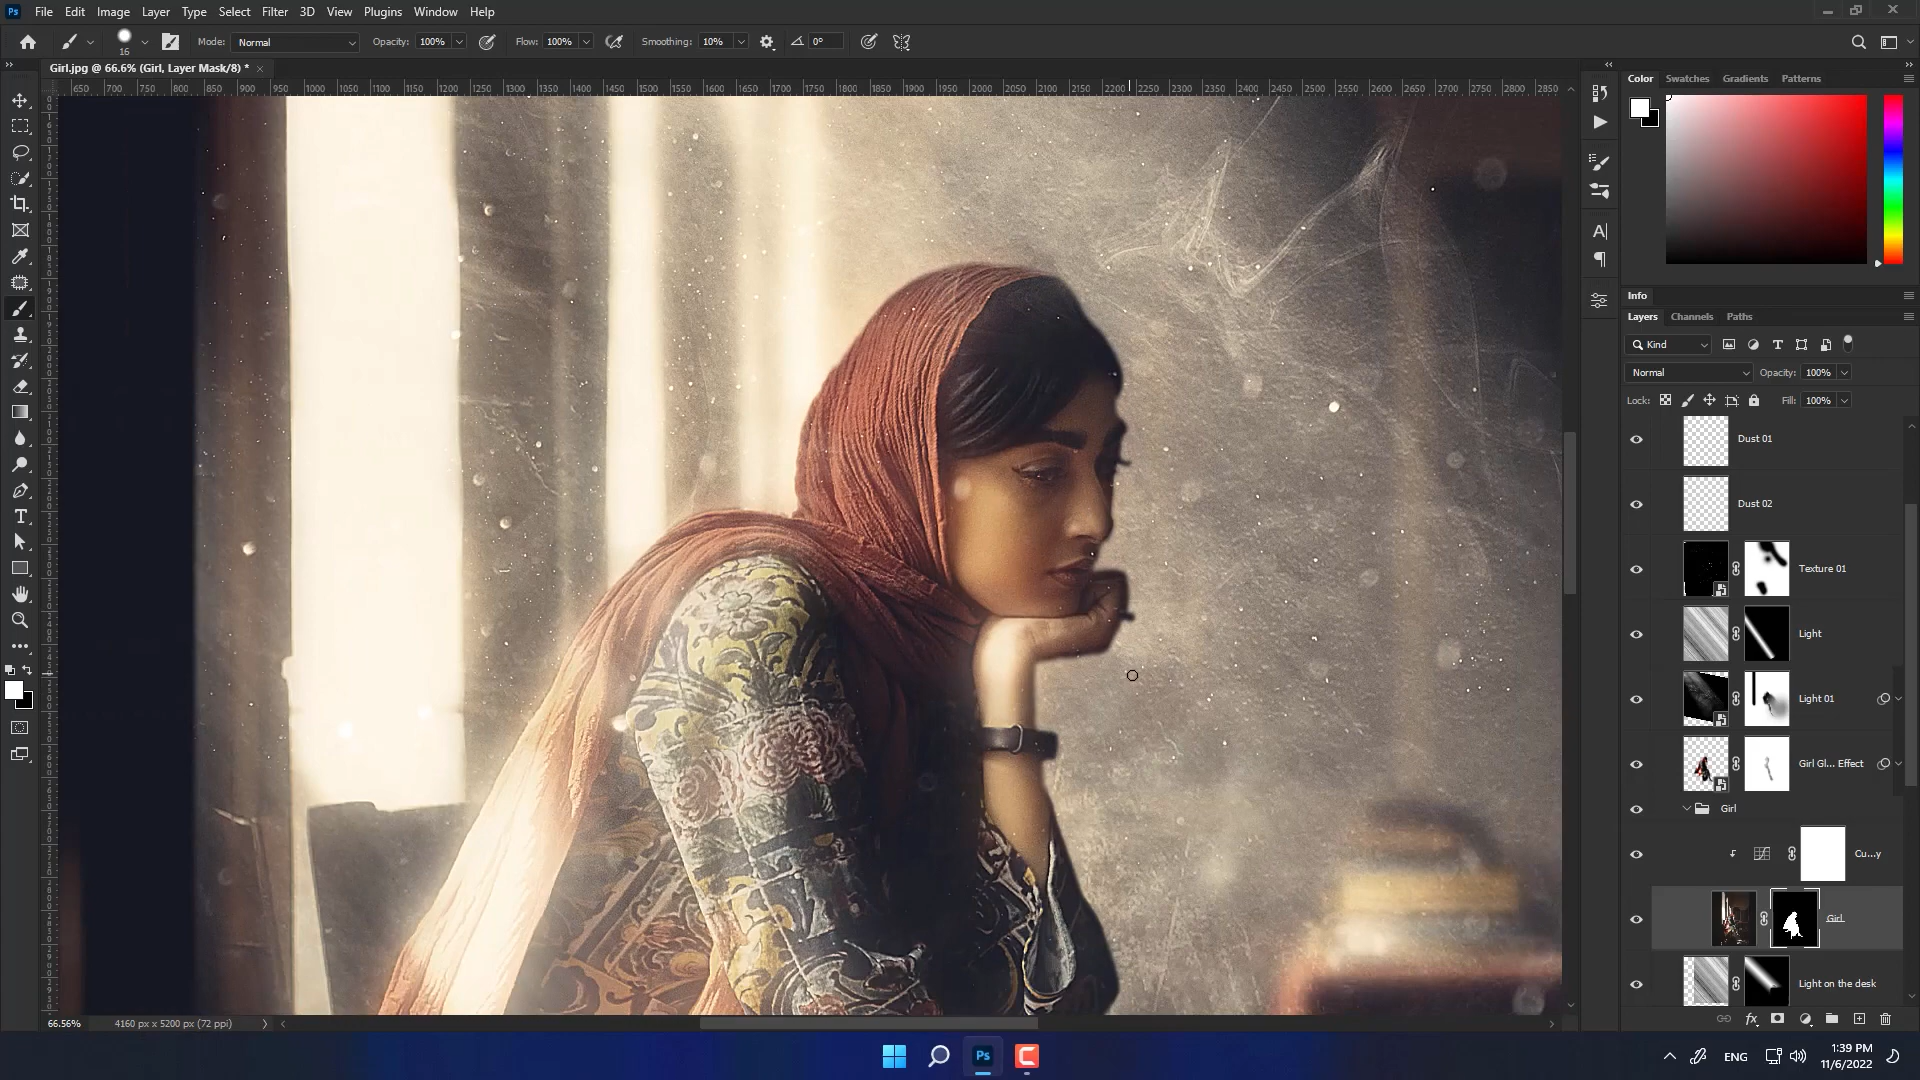 Ps File Edit Image Layer Type Select Filter 3D View Plugins Window Help
16 Mode: Normal Opacity: 100% Flow: 100% Smoothing: 10% 0°
Girl.jpg @ 66.6% (Girl, Layer Mask/8) * ×
650 700 750 800 850 900 950 1000 1050 1100 1150 1200 1250 1300 1350 1400 1450 1500 1550 1600 1650 1700 1750 1800 1850 1900 1950 2000 2050 2100 2150 2200 2250 2300 2350 2400 2450 2500 2550 2600 2650 2700 2750 2800 2850
Color Swatches Gradients Patterns
Info
Layers Channels Paths
Kind
Normal Opacity: 100%
Lock: Fill: 100%
Dust 01
Dust 02
Texture 01
Light
Light 01
Girl Gl... Effect
Girl
Cu...y
Girl
Light on the desk
fx
66.56% 4160 px x 5200 px (72 ppi)
Ps
ENG
1:39 PM
11/6/2022